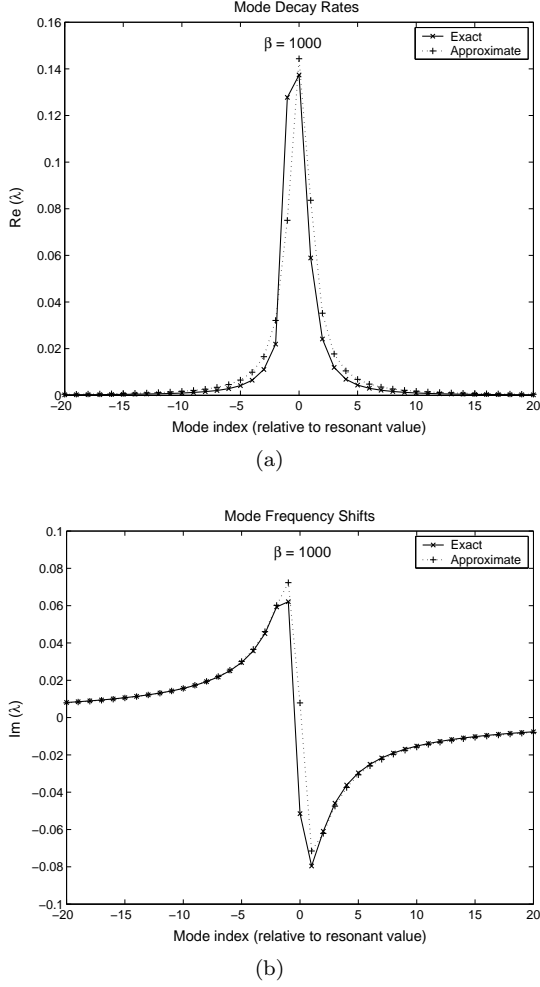 Mode Decay Rates
β = 1000
Exact
Approximate
0.16
0.14
0.12
0.1
0.08
0.06
0.04
0.02
0
Re (λ)
−20 −15 −10 −5 0 5 10 15 20
Mode index (relative to resonant value)
(a)
Mode Frequency Shifts
β = 1000
Exact
Approximate
0.1
0.08
0.06
0.04
0.02
0
−0.02
−0.04
−0.06
−0.08
−0.1
Im (λ)
−20 −15 −10 −5 0 5 10 15 20
Mode index (relative to resonant value)
(b)